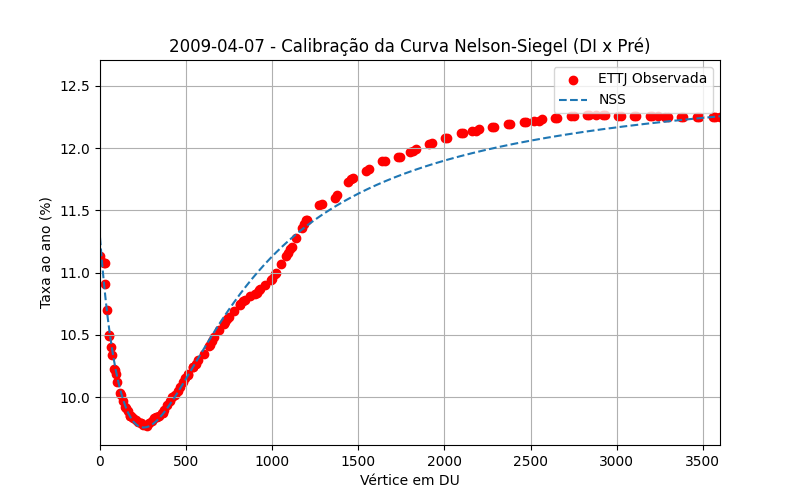 2009-04-07 - Calibração da Curva Nelson-Siegel (DI x Pré)
ETTJ Observada
NSS
Taxa ao ano (%)
12.5
12.0
11.5
11.0
10.5
10.0
0 500 1000 1500 2000 2500 3000 3500
Vértice em DU